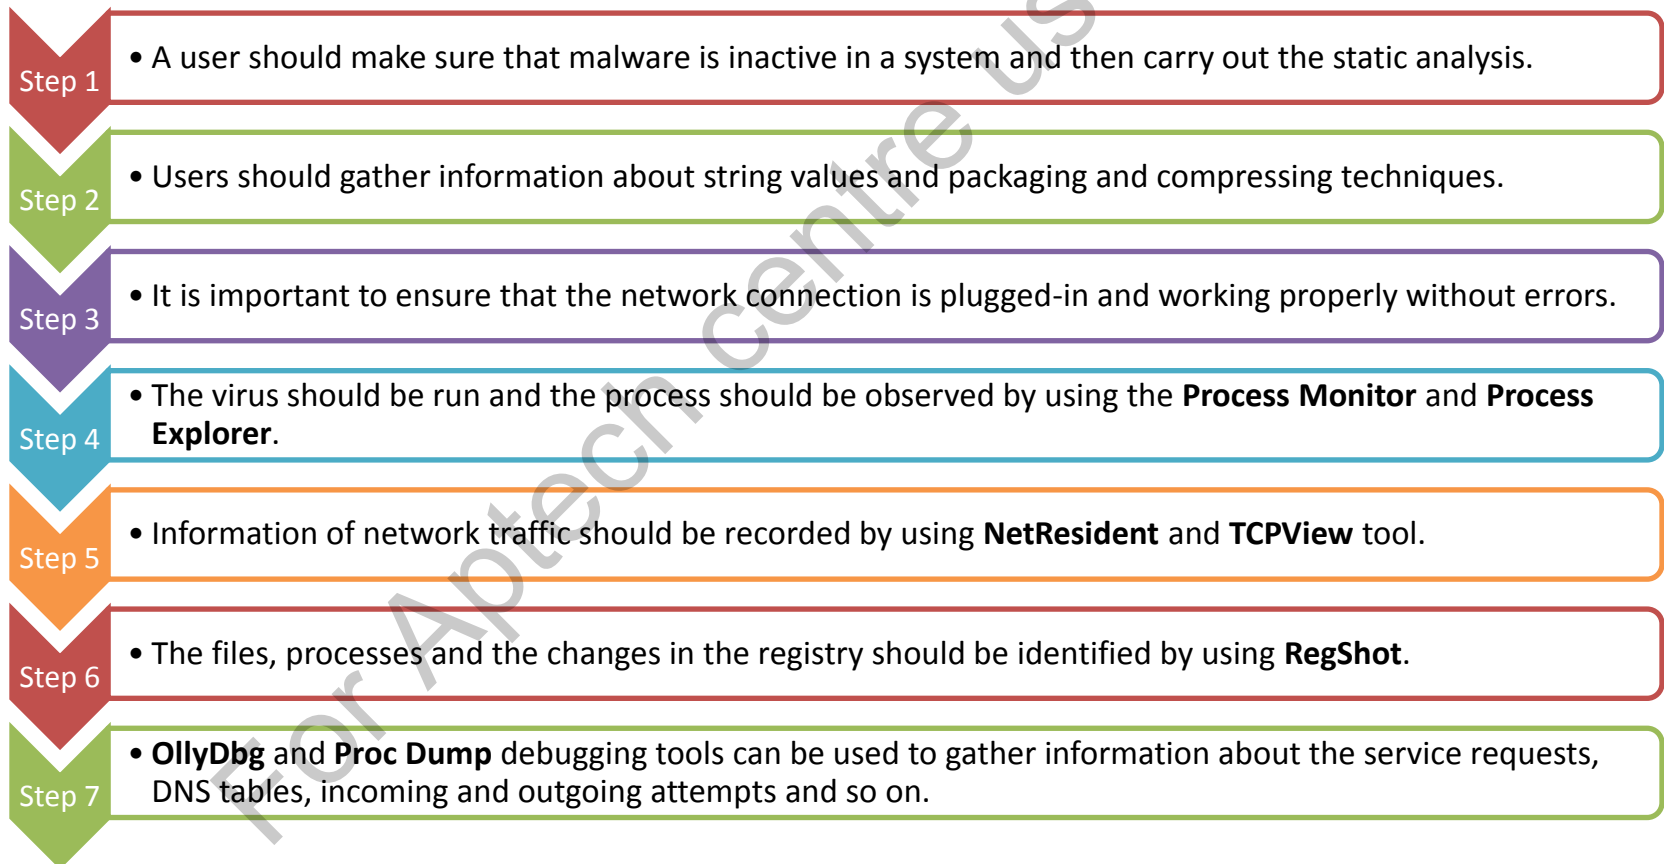 Step 1
• A user should make sure that malware is inactive in a system and then carry out the static analysis.
Step 2
• Users should gather information about string values and packaging and compressing techniques.
Step 3
• It is important to ensure that the network connection is plugged-in and working properly without errors.
Step 4
• The virus should be run and the process should be observed by using the Process Monitor and Process
Explorer.
Step 5
• Information of network traffic should be recorded by using NetResident and TCPView tool.
Step 6
• The files, processes and the changes in the registry should be identified by using RegShot.
Step 7
• OllyDbg and Proc Dump debugging tools can be used to gather information about the service requests,
DNS tables, incoming and outgoing attempts and so on.
For Aptech centre us